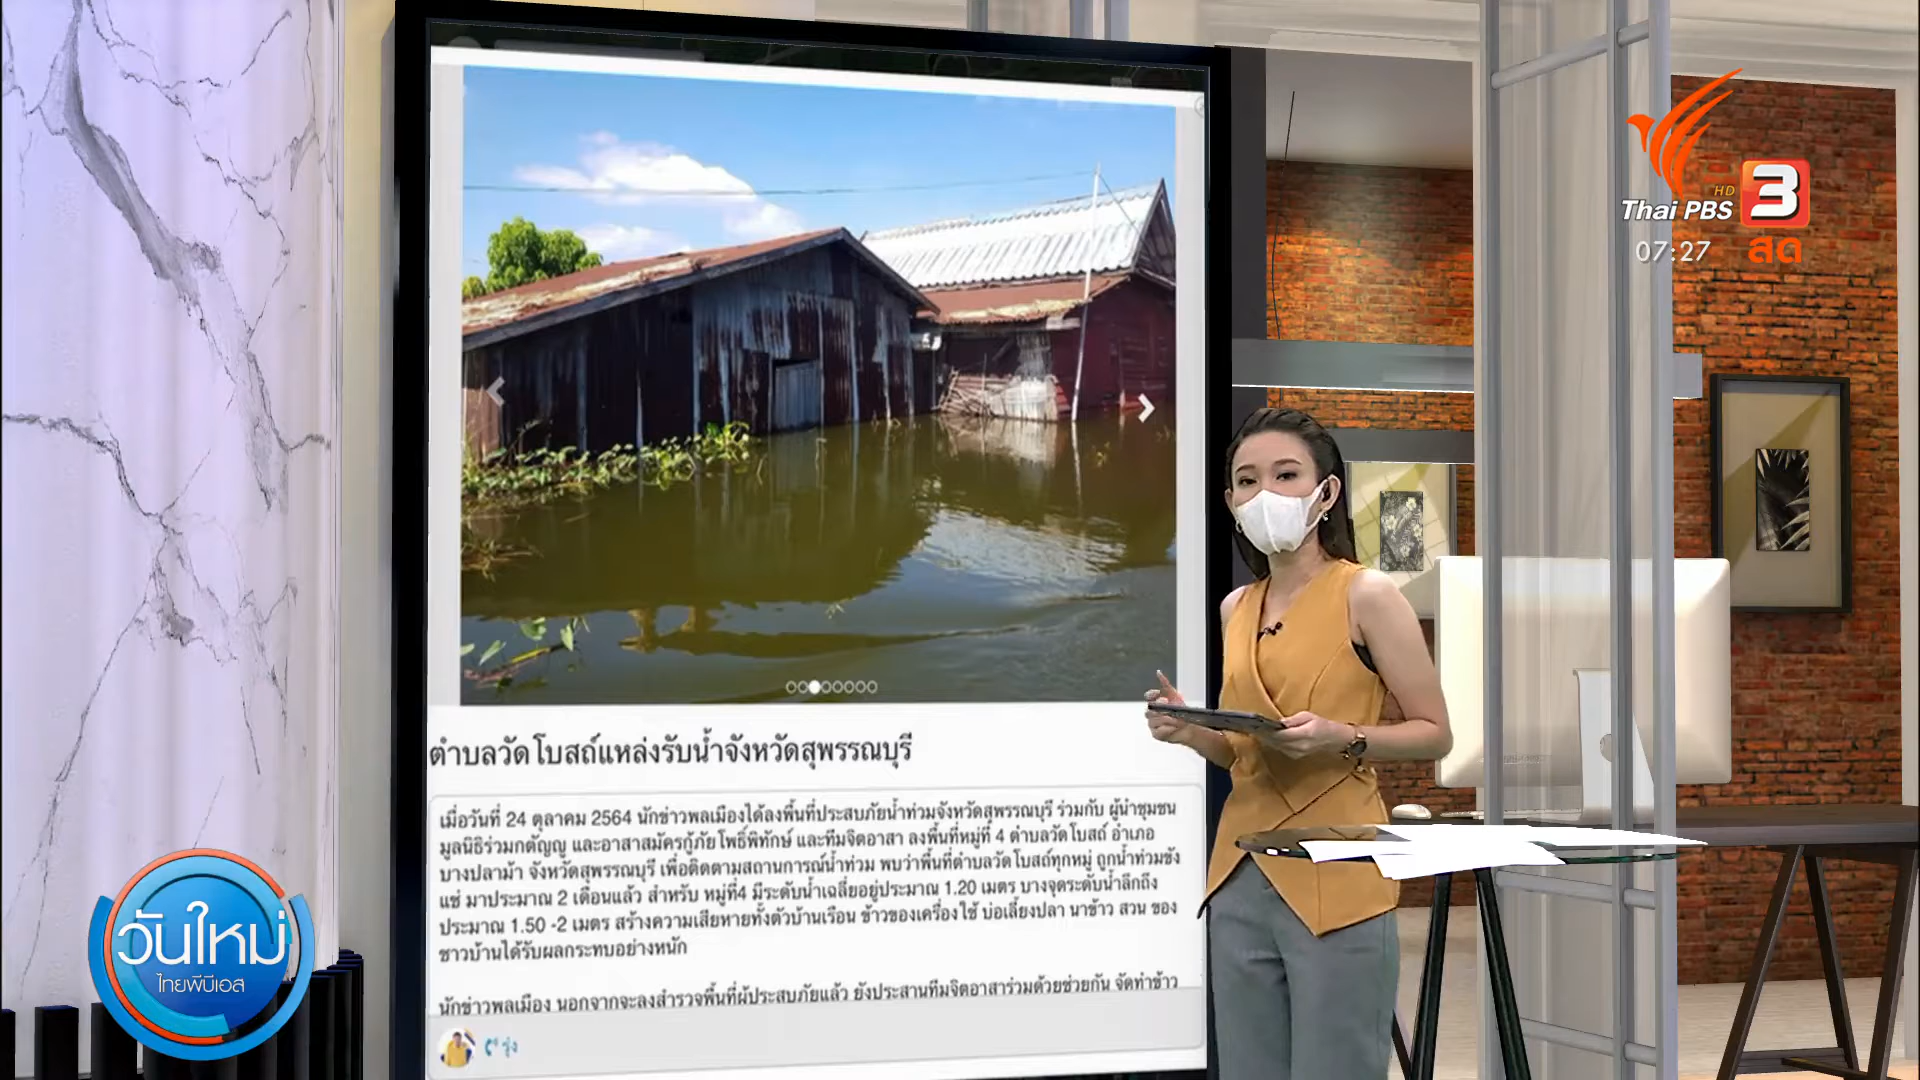 HD
Thai PBS 3
07:27 สด
ตำบลวัดโบสถ์แหล่งรับน้ำจังหวัดสุพรรณบุรี
เมื่อวันที่ 24 ตุลาคม 2564 นักข่าวพลเมืองได้ลงพื้นที่ประสบภัยน้ำท่วมจังหวัดสุพรรณบุรี ร่วมกับ ผู้นำชุมชน
มูลนิธิร่วมกตัญญู และอาสาสมัครกู้ภัยโพธิ์พิทักษ์ และทีมจิตอาสา ลงพื้นที่หมู่ที่ 4 ตำบลวัดโบสถ์ อำเภอ
บางปลาม้า จังหวัดสุพรรณบุรี เพื่อติดตามสถานการณ์น้ำท่วม พบว่าพื้นที่ตำบลวัดโบสถ์ทุกหมู่ ถูกน้ำท่วมขัง
แช่ มาประมาณ 2 เดือนแล้ว สำหรับ หมู่ที่4 มีระดับน้ำเฉลี่ยอยู่ประมาณ 1.20 เมตร บางจุดระดับน้ำลึกถึง
ประมาณ 1.50 -2 เมตร สร้างความเสียหายทั้งตัวบ้านเรือน ข้าวของเครื่องใช้ บ่อเลี้ยงปลา นาข้าว สวน ของ
ชาวบ้านได้รับผลกระทบอย่างหนัก
นักข่าวพลเมือง นอกจากจะลงสำรวจพื้นที่ผู้ประสบภัยแล้ว ยังประสานทีมจิตอาสาร่วมด้วยช่วยกัน จัดทำข้าว
วันใหม่
ไทยพีบีเอส